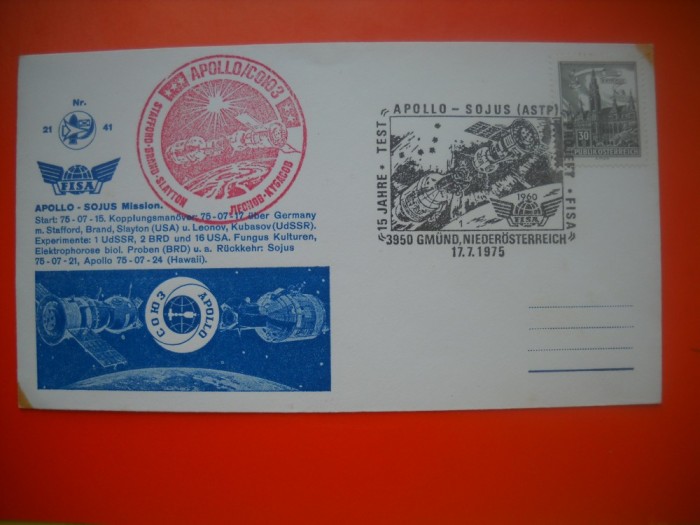 Nr.
21 41
FISA
APOLLO - SOJUS Mission.
Start: 75-07-15. Kopplungsmanöver 75-07-17 über Germany
m. Stafford, Brand, Slayton (USA) u. Leonov, Kubasov (UdSSR).
Experimente: 1 UdSSR, 2 BRD und 16 USA. Fungus Kulturen,
Elektrophorese biol. Proben (BRD) u.a. Rückkehr: Sojus
75-07-21, Apollo 75-07-24 (Hawaii).
СОЮЗ APOLLO
APOLLO/СОЮЗ
STAFFORD-BRAND-SLAYTON
ЛЕОНОВ-КУБАСОВ
15 JAHRE · TEST
APOLLO - SOJUS (ASTP)
FISA
1960
3950 GMÜND, NIEDERÖSTERREICH
17.7.1975
30
REPUBLIK ÖSTERREICH